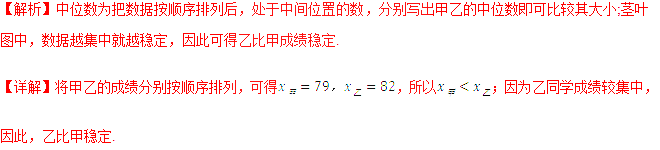 【解析】中位数为把数据按顺序排列后，处于中间位置的数，分别写出甲乙的中位数即可比较其大小;茎叶
图中，数据越集中就越稳定，因此可得乙比甲成绩稳定.
【详解】将甲乙的成绩分别按顺序排列，可得x甲=79，x乙=82，所以x甲<x乙；因为乙同学成绩较集中，
因此，乙比甲稳定.